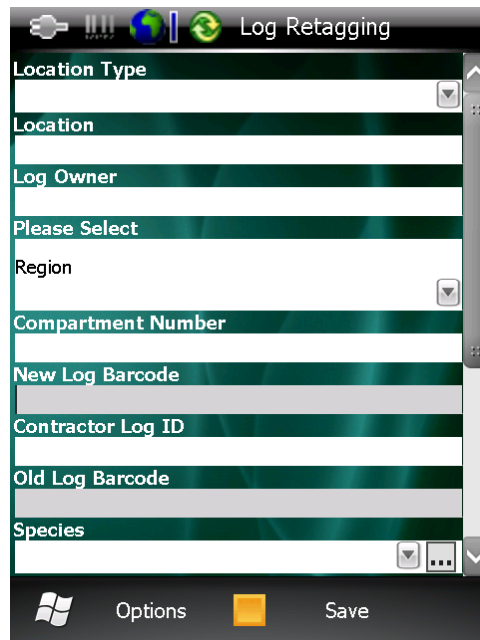 Log Retagging
Location Type
Location
Log Owner
Please Select
Region
Compartment Number
New Log Barcode
Contractor Log ID
Old Log Barcode
Species
...
Options Save